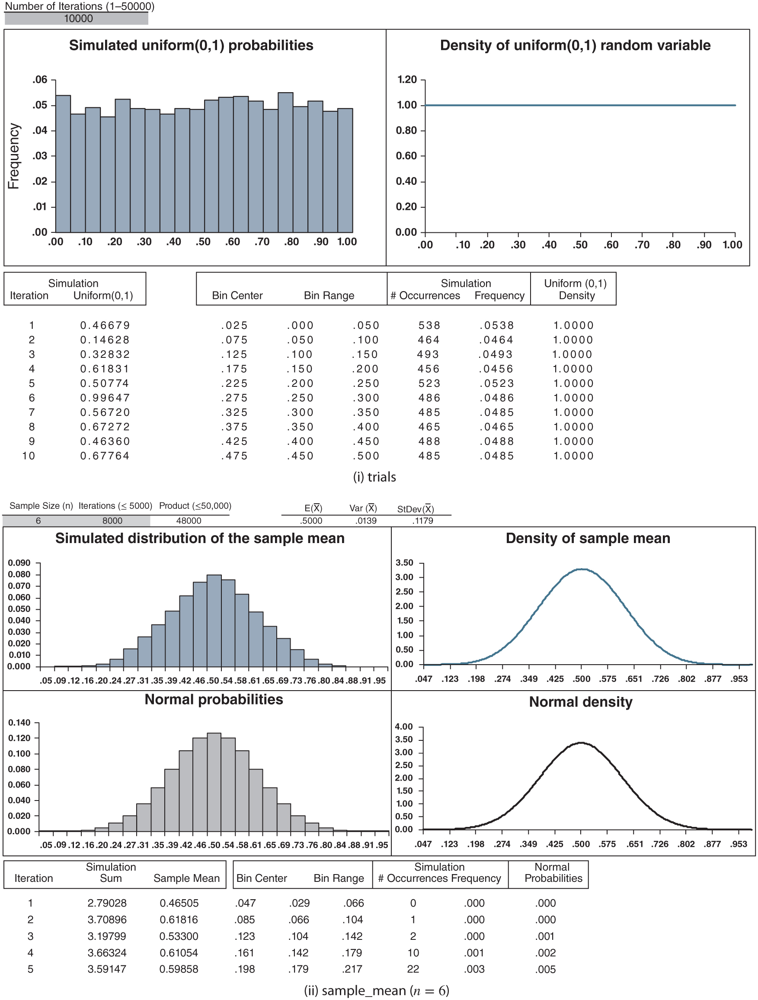 Number of Iterations (1–50000)
10000
Simulated uniform(0,1) probabilities
Frequency
.06
.05
.04
.03
.02
.01
.00
.00 .10 .20 .30 .40 .50 .60 .70 .80 .90 1.00
Density of uniform(0,1) random variable
1.20
1.00
0.80
0.60
0.40
0.20
0.00
.00 .10 .20 .30 .40 .50 .60 .70 .80 .90 1.00
Simulation Simulation Uniform (0,1)
Iteration Uniform(0,1) Bin Center Bin Range # Occurrences Frequency Density
1 0.46679 .025 .000 .050 538 .0538 1.0000
2 0.14628 .075 .050 .100 464 .0464 1.0000
3 0.32832 .125 .100 .150 493 .0493 1.0000
4 0.61831 .175 .150 .200 456 .0456 1.0000
5 0.50774 .225 .200 .250 523 .0523 1.0000
6 0.99647 .275 .250 .300 486 .0486 1.0000
7 0.56720 .325 .300 .350 485 .0485 1.0000
8 0.67272 .375 .350 .400 465 .0465 1.0000
9 0.46360 .425 .400 .450 488 .0488 1.0000
10 0.67764 .475 .450 .500 485 .0485 1.0000
(i) trials
Sample Size (n) Iterations (≤ 5000) Product (≤50,000) E(X̅) Var (X̅) StDev(X̅)
6 8000 48000 .5000 .0139 .1179
Simulated distribution of the sample mean
0.090
0.080
0.070
0.060
0.050
0.040
0.030
0.020
0.010
0.000
.05 .09 .12 .16 .20 .24 .27 .31 .35 .39 .42 .46 .50 .54 .58 .61 .65 .69 .73 .76 .80 .84 .88 .91 .95
Density of sample mean
3.50
3.00
2.50
2.00
1.50
1.00
0.50
0.00
.047 .123 .198 .274 .349 .425 .500 .575 .651 .726 .802 .877 .953
Normal probabilities
0.140
0.120
0.100
0.080
0.060
0.040
0.020
0.000
.05 .09 .12 .16 .20 .24 .27 .31 .35 .39 .42 .46 .50 .54 .58 .61 .65 .69 .73 .76 .80 .84 .88 .91 .95
Normal density
4.00
3.50
3.00
2.50
2.00
1.50
1.00
0.50
0.00
.047 .123 .198 .274 .349 .425 .500 .575 .651 .726 .802 .877 .953
Simulation Simulation Normal
Iteration Sum Sample Mean Bin Center Bin Range # Occurrences Frequency Probabilities
1 2.79028 0.46505 .047 .029 .066 0 .000 .000
2 3.70896 0.61816 .085 .066 .104 1 .000 .000
3 3.19799 0.53300 .123 .104 .142 2 .000 .001
4 3.66324 0.61054 .161 .142 .179 10 .001 .002
5 3.59147 0.59858 .198 .179 .217 22 .003 .005
(ii) sample_mean (n = 6)